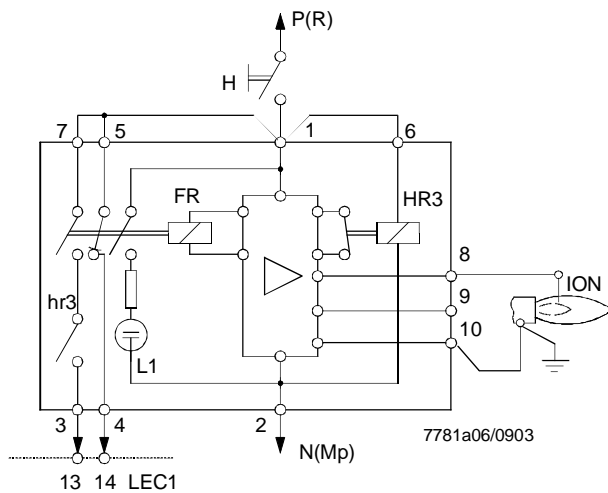 P(R)
H
7 5 1 6
FR HR3
8
ION
9
hr3
10
L1
3 4 2
7781a06/0903
N(Mp)
13 14 LEC1